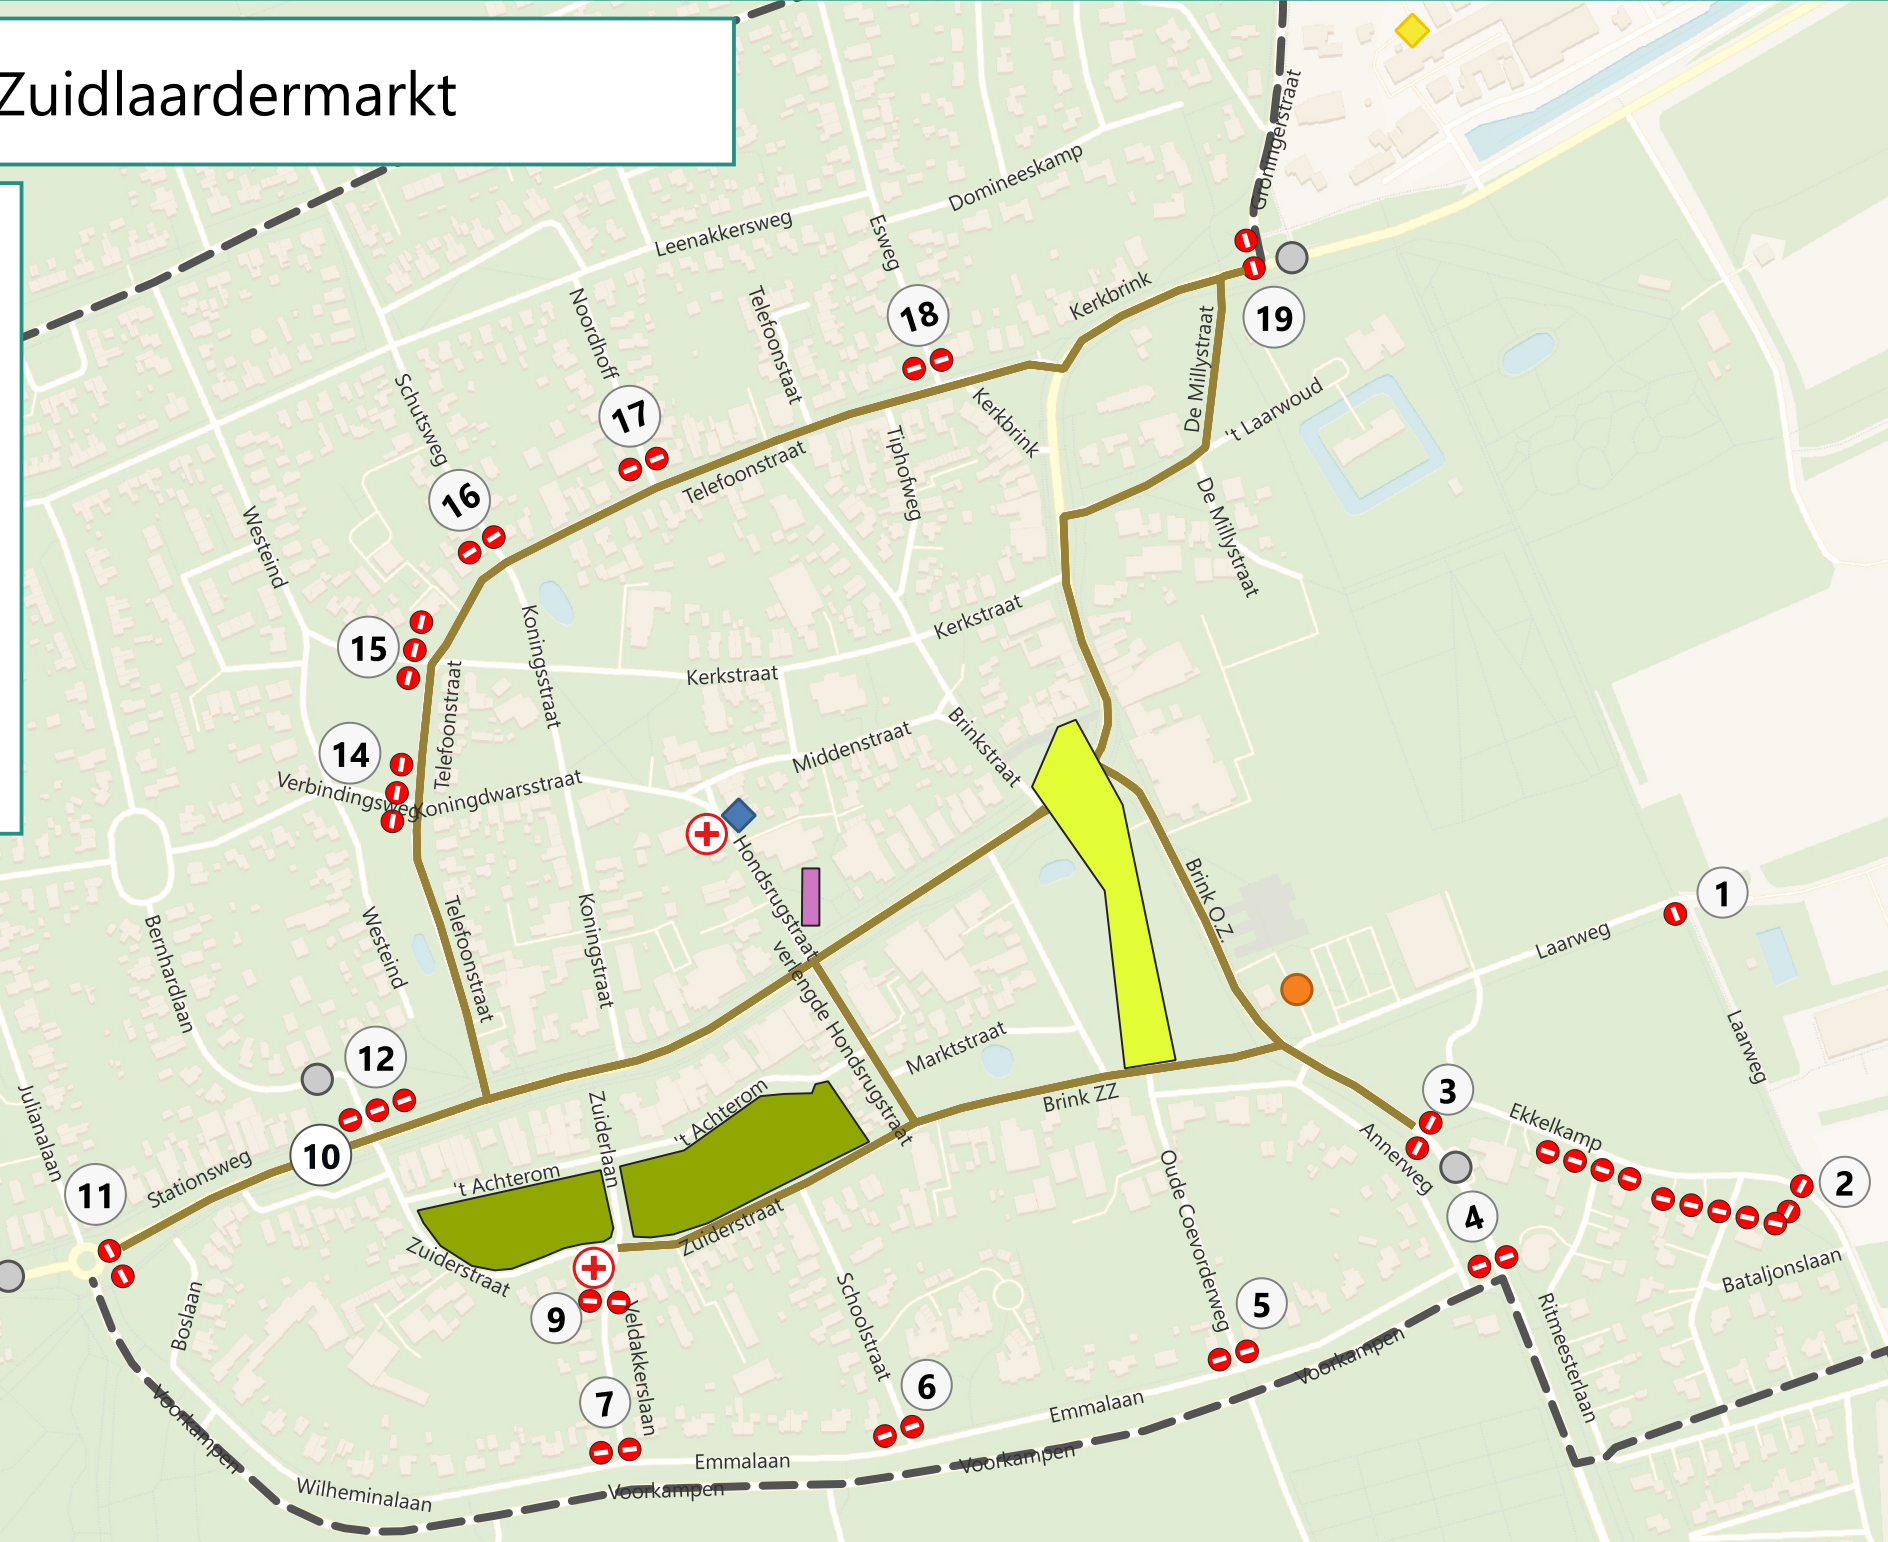 Zuidlaardermarkt
Groningerstraat
Domineeskamp
Leenakkersweg
Esweg
Kerkbrink
Noordhoff
Telefoonstraat
18
19
De Millystraat
't Laarwoud
Schutsweg
17
Kerkbrink
Telefoonstraat
Tiphofweg
16
De Millystraat
Westeind
Koningsstraat
Kerkstraat
15
Kerkstraat
Telefoonstraat
14
Middenstraat
Brinkstraat
Verbindingsweg
Koningdwarsstraat
Hondsrugstraat
Brink O.Z.
1
Laarweg
Bernhardlaan
Westeind
Telefoonstraat
Koningstraat
verlengde Hondsrugstraat
Marktstraat
Laarweg
12
Julianalaan
Zuiderlaan
't Achterom
Brink ZZ
3
Ekkelkamp
10
Stationsweg
't Achterom
Annerweg
2
11
Zuiderstraat
Zuiderstraat
Oude Coevorderweg
4
Bataljonslaan
Boslaan
9
Veldakkerslaan
Schoolstraat
5
Ritmeesterlaan
Voorkampen
Voorkampen
7
6
Emmalaan
Emmalaan
Voorkampen
Wilheminalaan
Voorkampen